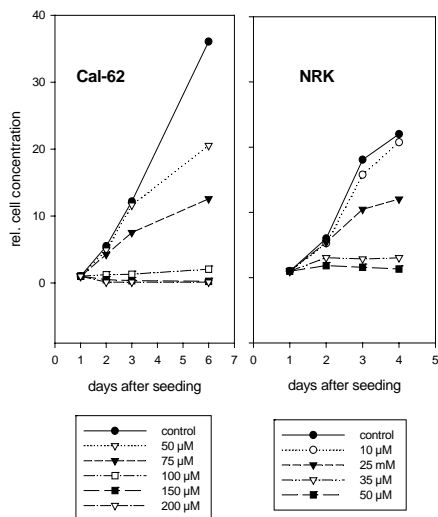 40
30
20
10
0
rel. cell concentration
Cal-62
0 1 2 3 4 5 6 7
days after seeding
NRK
0 1 2 3 4 5
days after seeding
control
50 µM
75 µM
100 µM
150 µM
200 µM
control
10 µM
25 mM
35 µM
50 µM